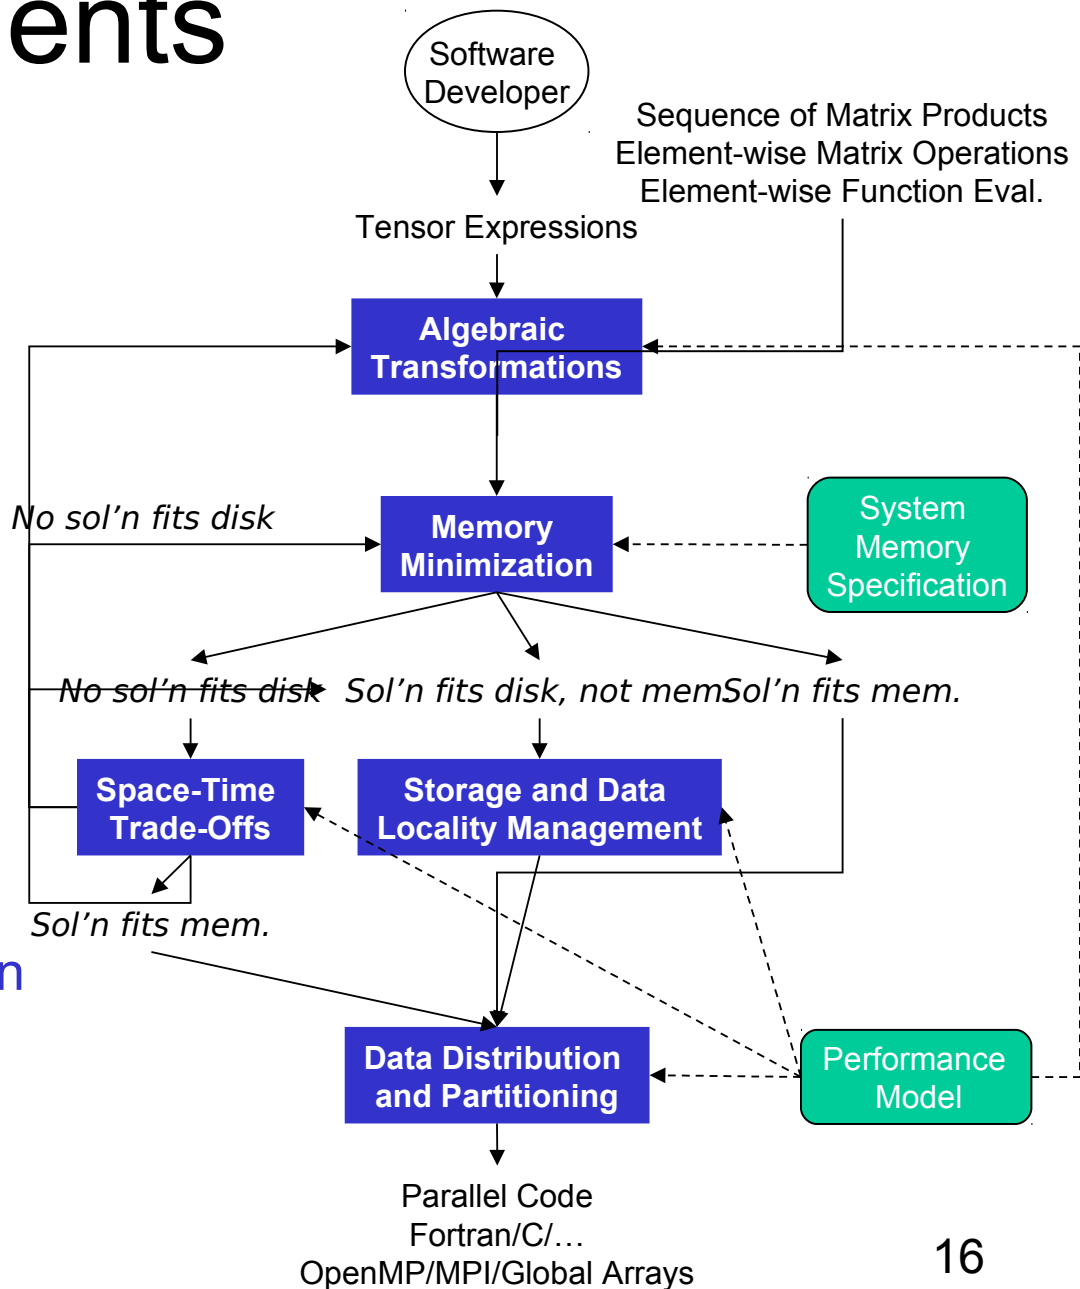 ents
Software
Developer
Sequence of Matrix Products
Element-wise Matrix Operations
Element-wise Function Eval.
Tensor Expressions
Algebraic
Transformations
No sol’n fits disk
Memory
Minimization
System
Memory
Specification
No sol’n fits disk
Sol’n fits disk, not mem.
Sol’n fits mem.
Space-Time
Trade-Offs
Storage and Data
Locality Management
Sol’n fits mem.
n
Data Distribution
and Partitioning
Performance
Model
Parallel Code
Fortran/C/…
OpenMP/MPI/Global Arrays
16